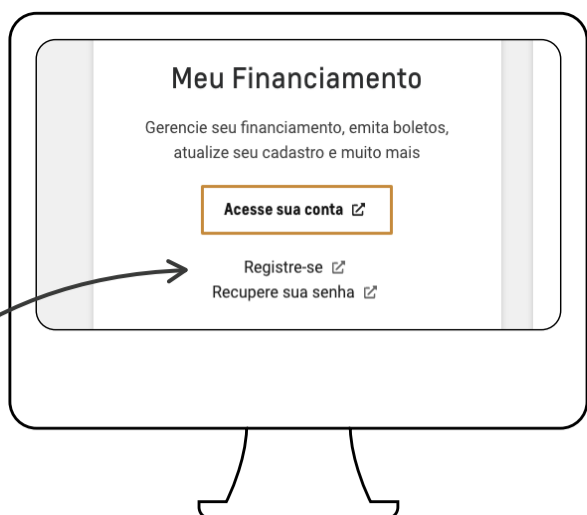 Meu Financiamento
Gerencie seu financiamento, emita boletos,
atualize seu cadastro e muito mais
Acesse sua conta
Registre-se
Recupere sua senha